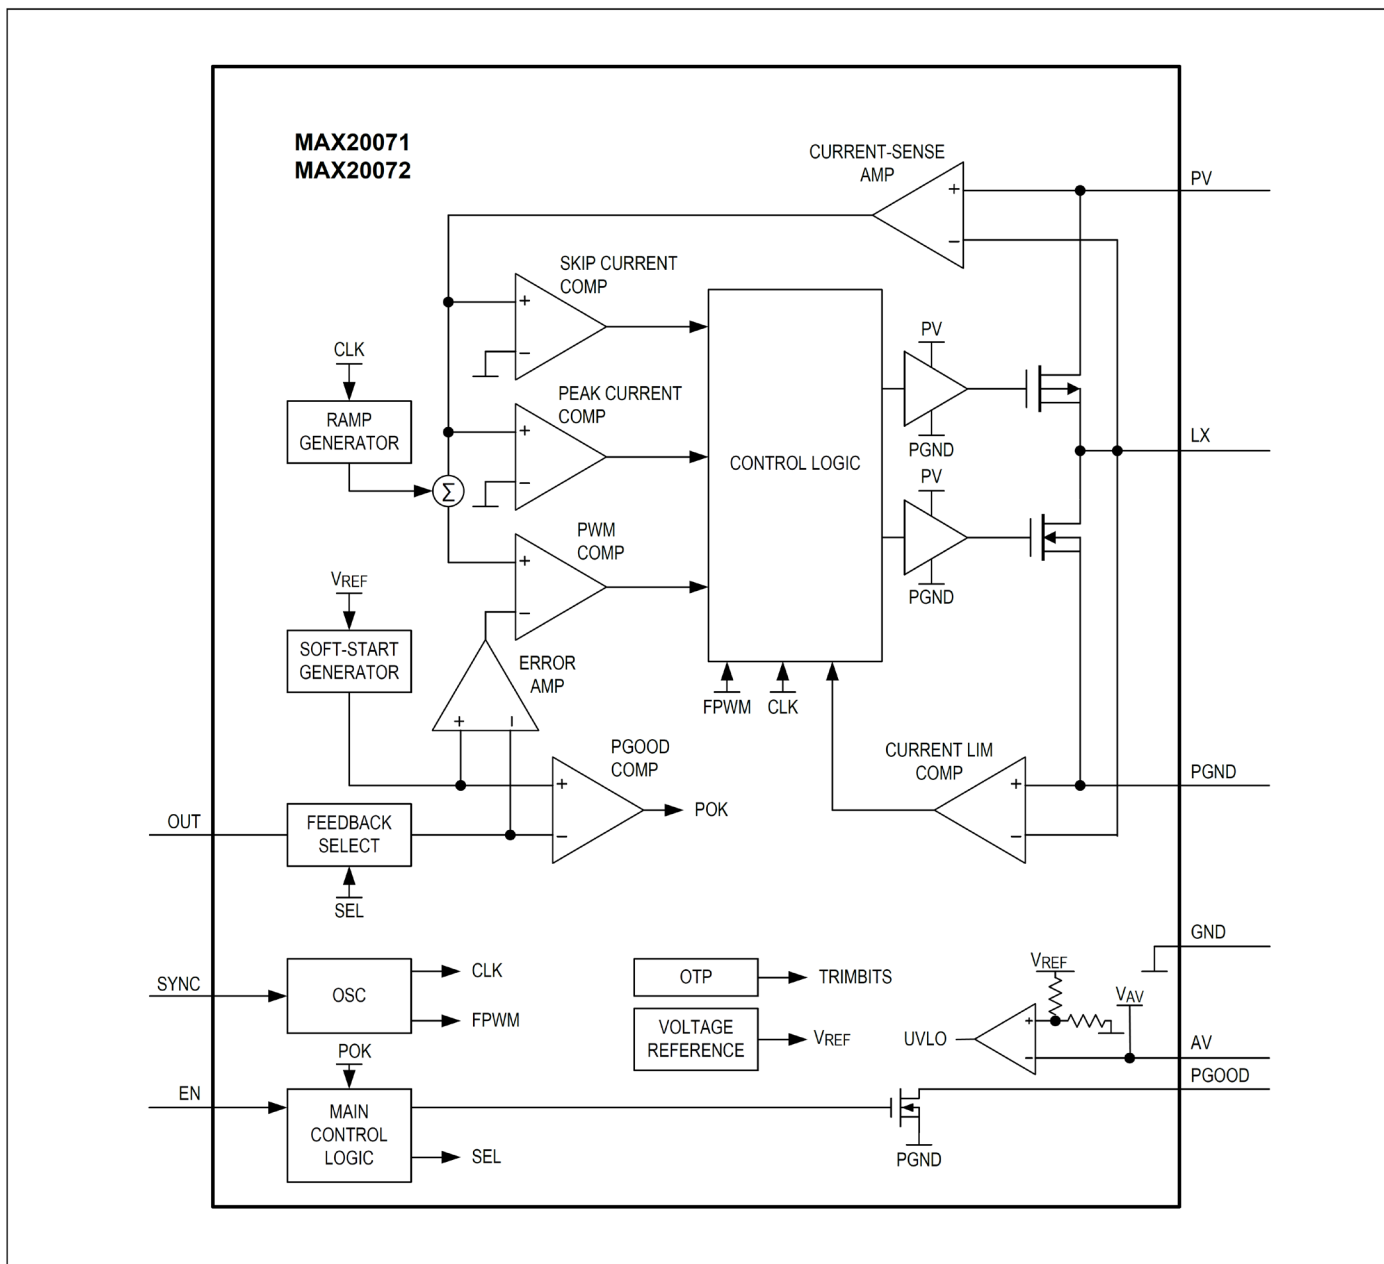 MAX20071
MAX20072
CURRENT-SENSE
AMP
PV
+
−
SKIP CURRENT
COMP
+
−
CLK
RAMP
GENERATOR
PEAK CURRENT
COMP
+
−
Σ
CONTROL LOGIC
PV
PGND
LX
PV
PGND
PWM
COMP
+
−
VREF
SOFT-START
GENERATOR
ERROR
AMP
+
−
FPWM
CLK
PGOOD
COMP
+
−
POK
CURRENT LIM
COMP
+
−
PGND
OUT
FEEDBACK
SELECT
SEL
GND
SYNC
OSC
CLK
FPWM
OTP
TRIMBITS
VOLTAGE
REFERENCE
VREF
VREF
VAV
UVLO
+
−
AV
PGOOD
POK
EN
MAIN
CONTROL
LOGIC
SEL
PGND